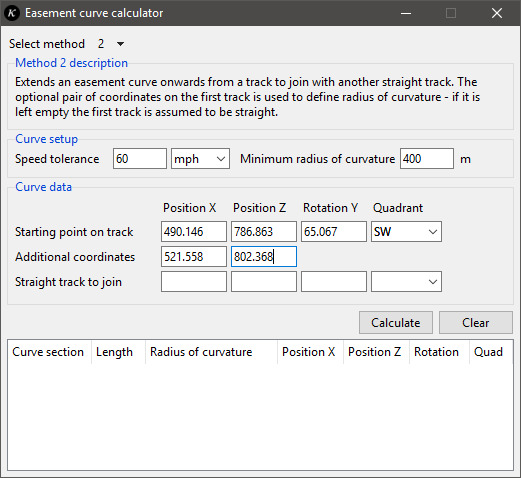 Easement curve calculator
Select method 2
Method 2 description
Extends an easement curve onwards from a track to join with another straight track. The
optional pair of coordinates on the first track is used to define radius of curvature - if it is
left empty the first track is assumed to be straight.
Curve setup
Speed tolerance 60 mph Minimum radius of curvature 400 m
Curve data
Position X Position Z Rotation Y Quadrant
Starting point on track 490.146 786.863 65.067 SW
Additional coordinates 521.558 802.368
Straight track to join
Calculate Clear
Curve section Length Radius of curvature Position X Position Z Rotation Quad